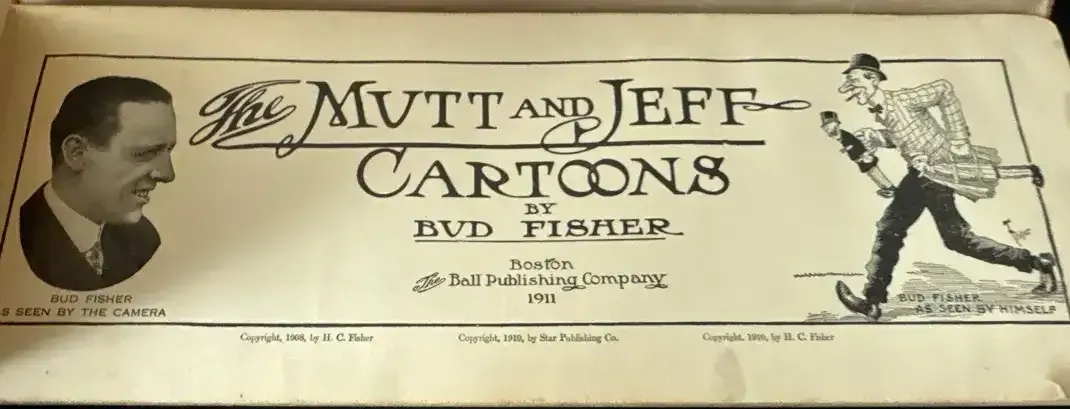 The MUTT AND JEFF
CARTOONS
BY
BUD FISHER
Boston
The Ball Publishing Company
1911
BUD FISHER
S SEEN BY THE CAMERA
BUD FISHER
AS SEEN BY HIMSELF
Copyright, 1908, by H. C. Fisher
Copyright, 1910, by Star Publishing Co.
Copyright, 1910, by H. C. Fisher